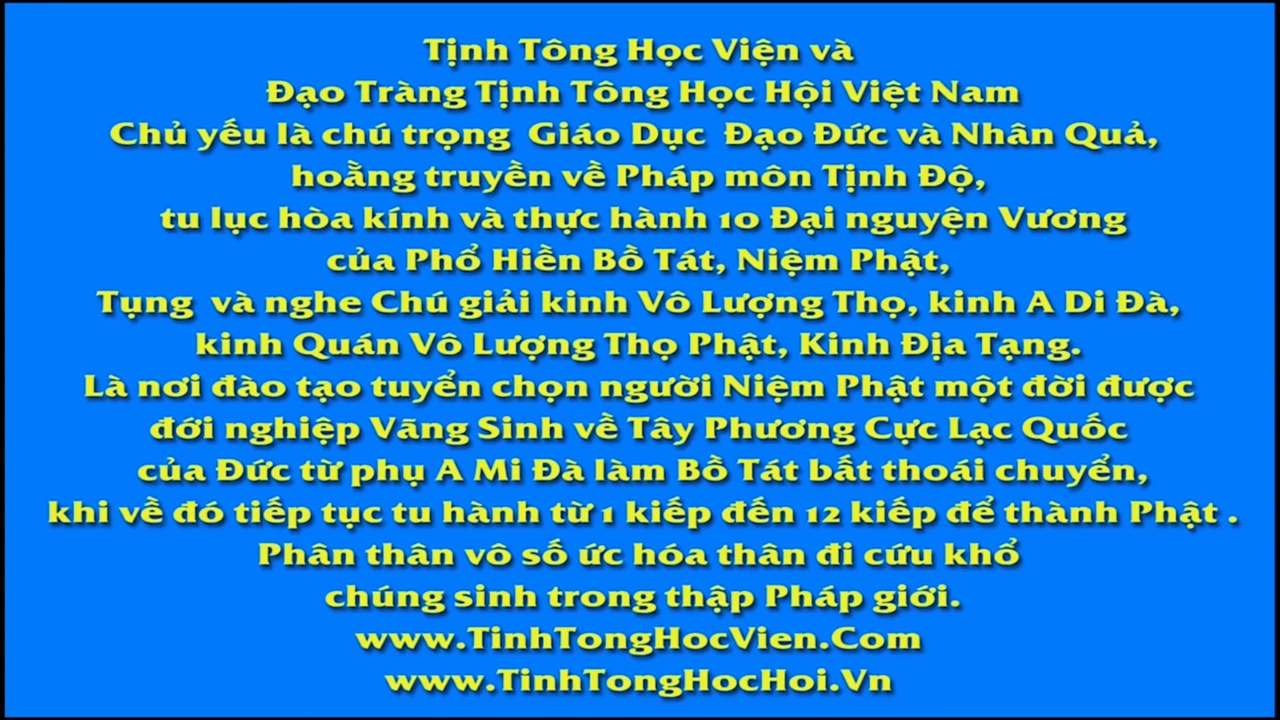 Tịnh Tông Học Viện và
Đạo Tràng Tịnh Tông Học Hội Việt Nam
Chủ yếu là chú trọng  Giáo Dục  Đạo Đức và Nhân Quả,
hoằng truyền về Pháp môn Tịnh Độ,
tu lục hòa kính và thực hành 10 Đại nguyện Vương
của Phổ Hiền Bồ Tát, Niệm Phật,
Tụng  và nghe Chú giải kinh Vô Lượng Thọ, kinh A Di Đà,
kinh Quán Vô Lượng Thọ Phật, Kinh Địa Tạng.
Là nơi đào tạo tuyển chọn người Niệm Phật một đời được
đới nghiệp Vãng Sinh về Tây Phương Cực Lạc Quốc
của Đức từ phụ A Mi Đà làm Bồ Tát bất thoái chuyển,
khi về đó tiếp tục tu hành từ 1 kiếp đến 12 kiếp để thành Phật .
Phân thân vô số ức hóa thân đi cứu khổ
chúng sinh trong thập Pháp giới.
www.TinhTongHocVien.Com
www.TinhTongHocHoi.Vn